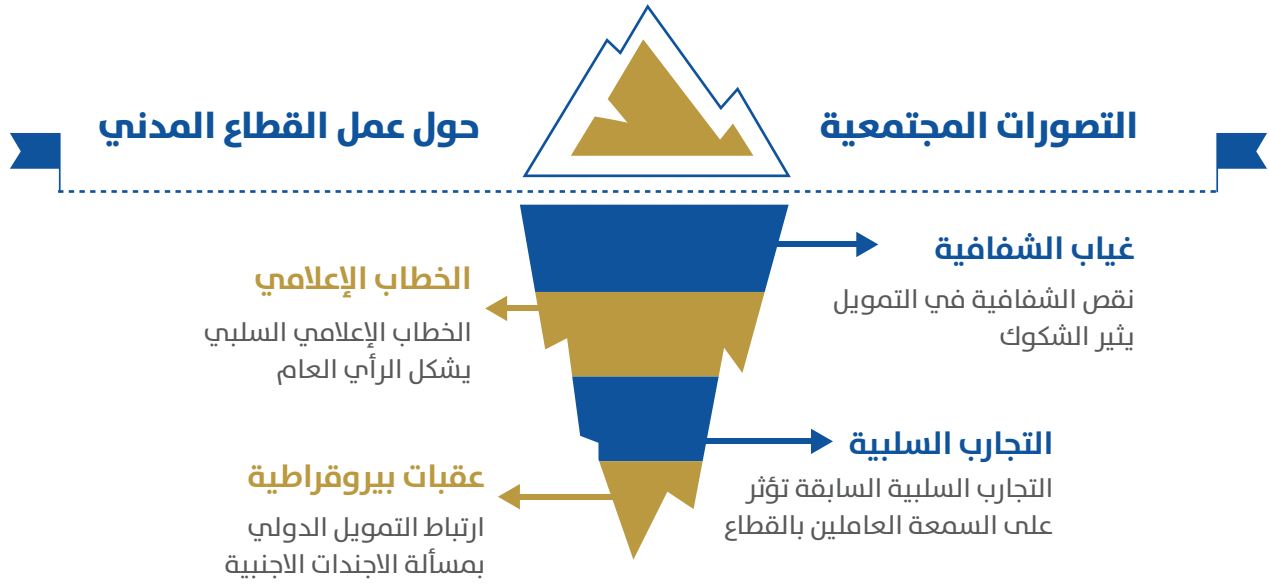 التصورات المجتمعية
حول عمل القطاع المدني
غياب الشفافية
نقص الشفافية في التمويل
يثير الشكوك
الخطاب الإعلامي
الخطاب الإعلامي السلبي
يشكل الرأي العام
التجارب السلبية
التجارب السلبية السابقة تؤثر
على السمعة العاملين بالقطاع
عقبات بيروقراطية
ارتباط التمويل الدولي
بمسألة الاجندات الاجنبية